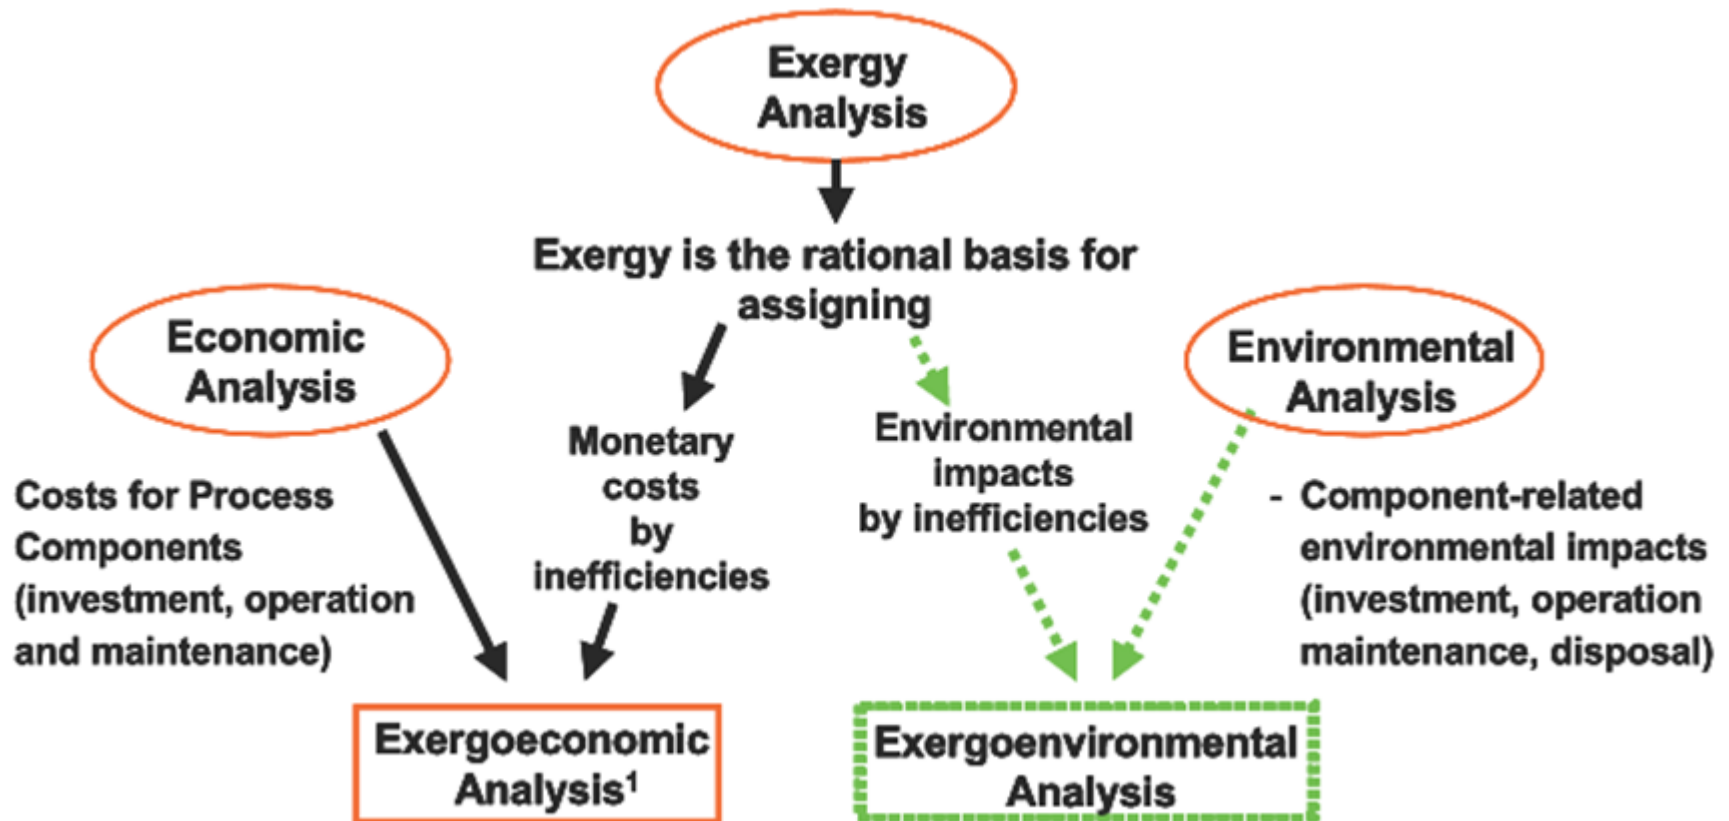 Exergy
Analysis
Exergy is the rational basis for
assigning
Economic
Analysis
Environmental
Analysis
Monetary
costs
by
inefficiencies
Environmental
impacts
by inefficiencies
Costs for Process
Components
(investment, operation
and maintenance)
- Component-related
environmental impacts
(investment, operation
maintenance, disposal)
Exergoeconomic
Analysis¹
Exergoenvironmental
Analysis